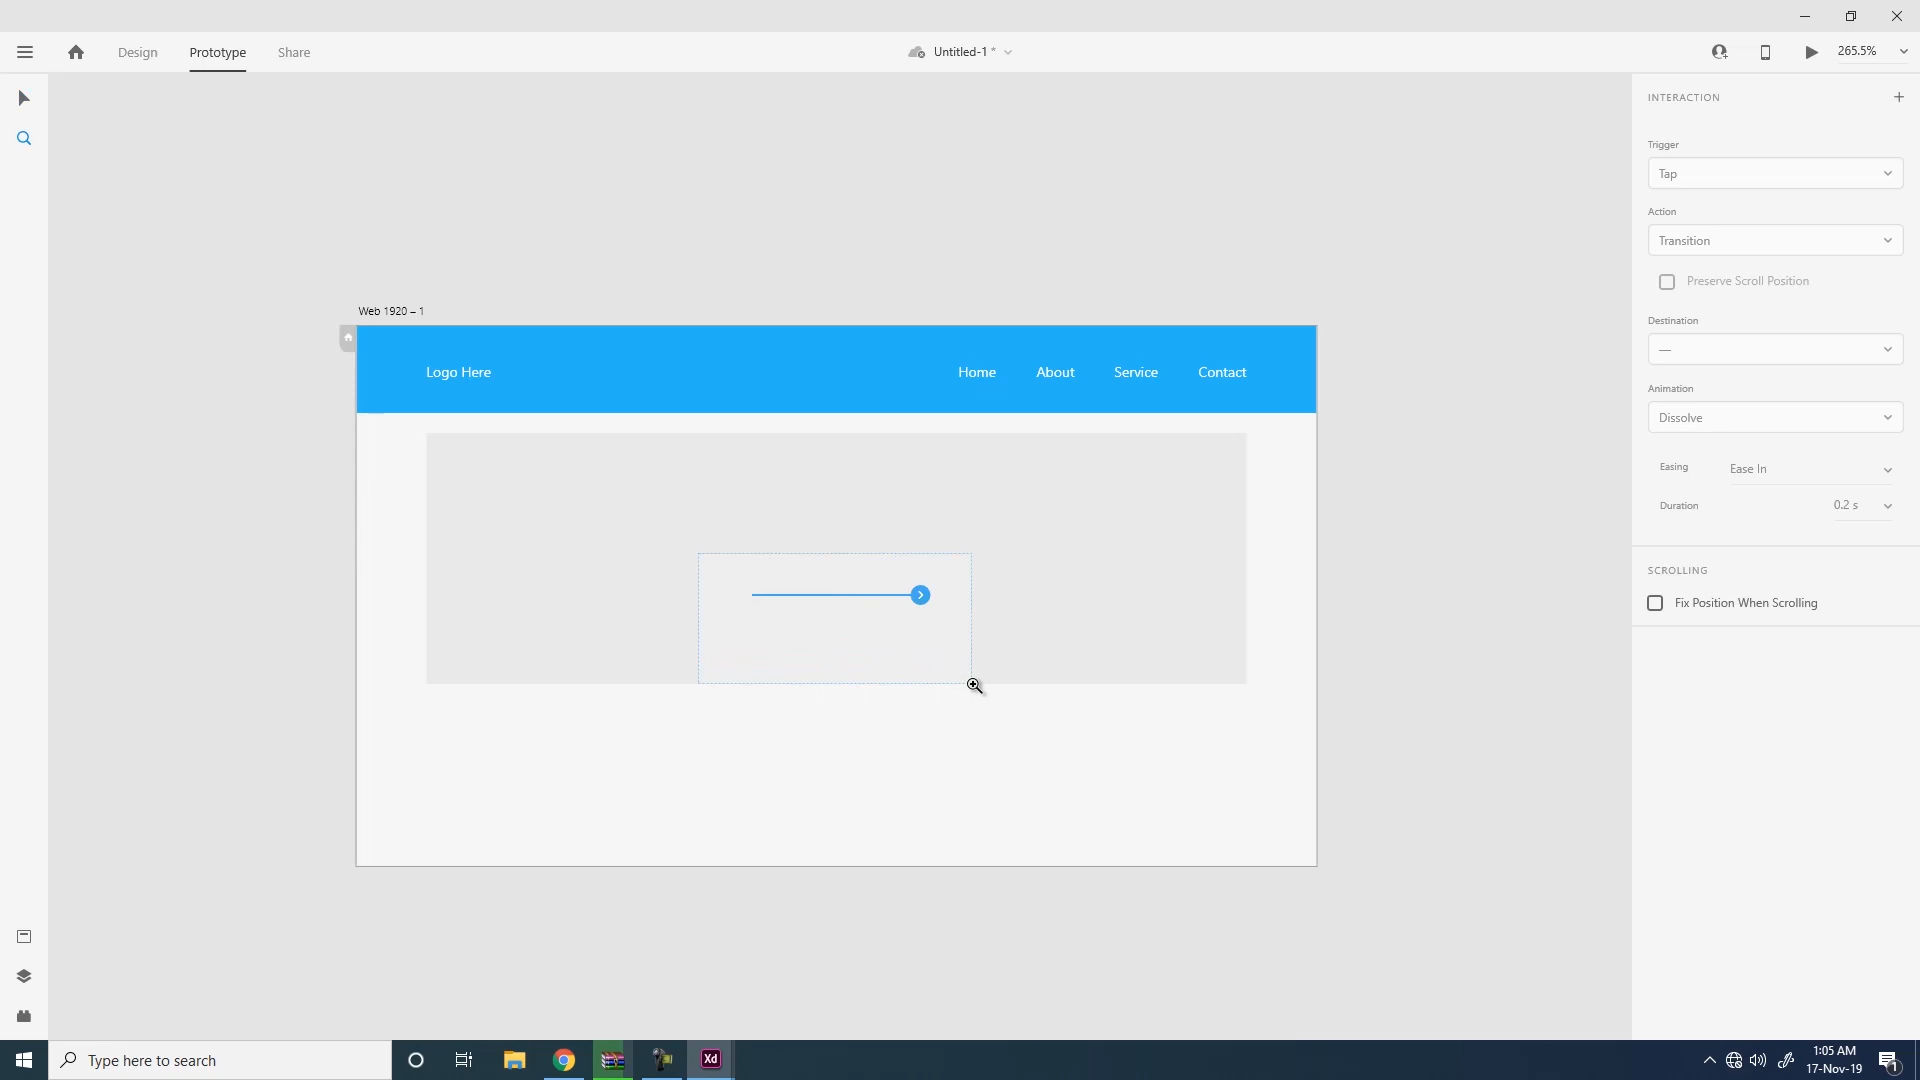 Design
Prototype
Share
Untitled-1 *
265.5%
INTERACTION
Trigger
Tap
Action
Transition
Preserve Scroll Position
Destination
—
Animation
Dissolve
Easing
Ease In
Duration
0.2 s
SCROLLING
Fix Position When Scrolling
Web 1920 – 1
Logo Here
Home
About
Service
Contact
Type here to search
Xd
1:05 AM
17-Nov-19
1